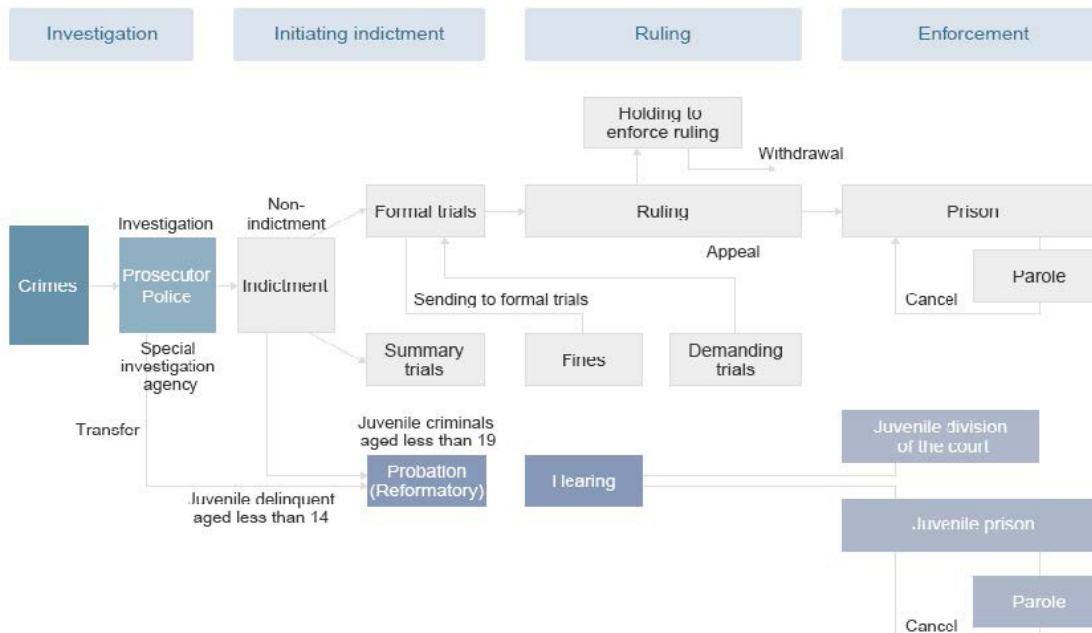 Investigation
Initiating indictment
Ruling
Enforcement
Holding to
enforce ruling
Withdrawal
Non-
indictment
Formal trials
Ruling
Prison
Investigation
Appeal
Crimes
Prosecutor
Police
Indictment
Parole
Sending to formal trials
Cancel
Special
investigation
agency
Summary
trials
Fines
Demanding
trials
Transfer
Juvenile criminals
aged less than 19
Juvenile division
of the court
Probation
(Reformatory)
Hearing
Juvenile delinquent
aged less than 14
Juvenile prison
Parole
Cancel